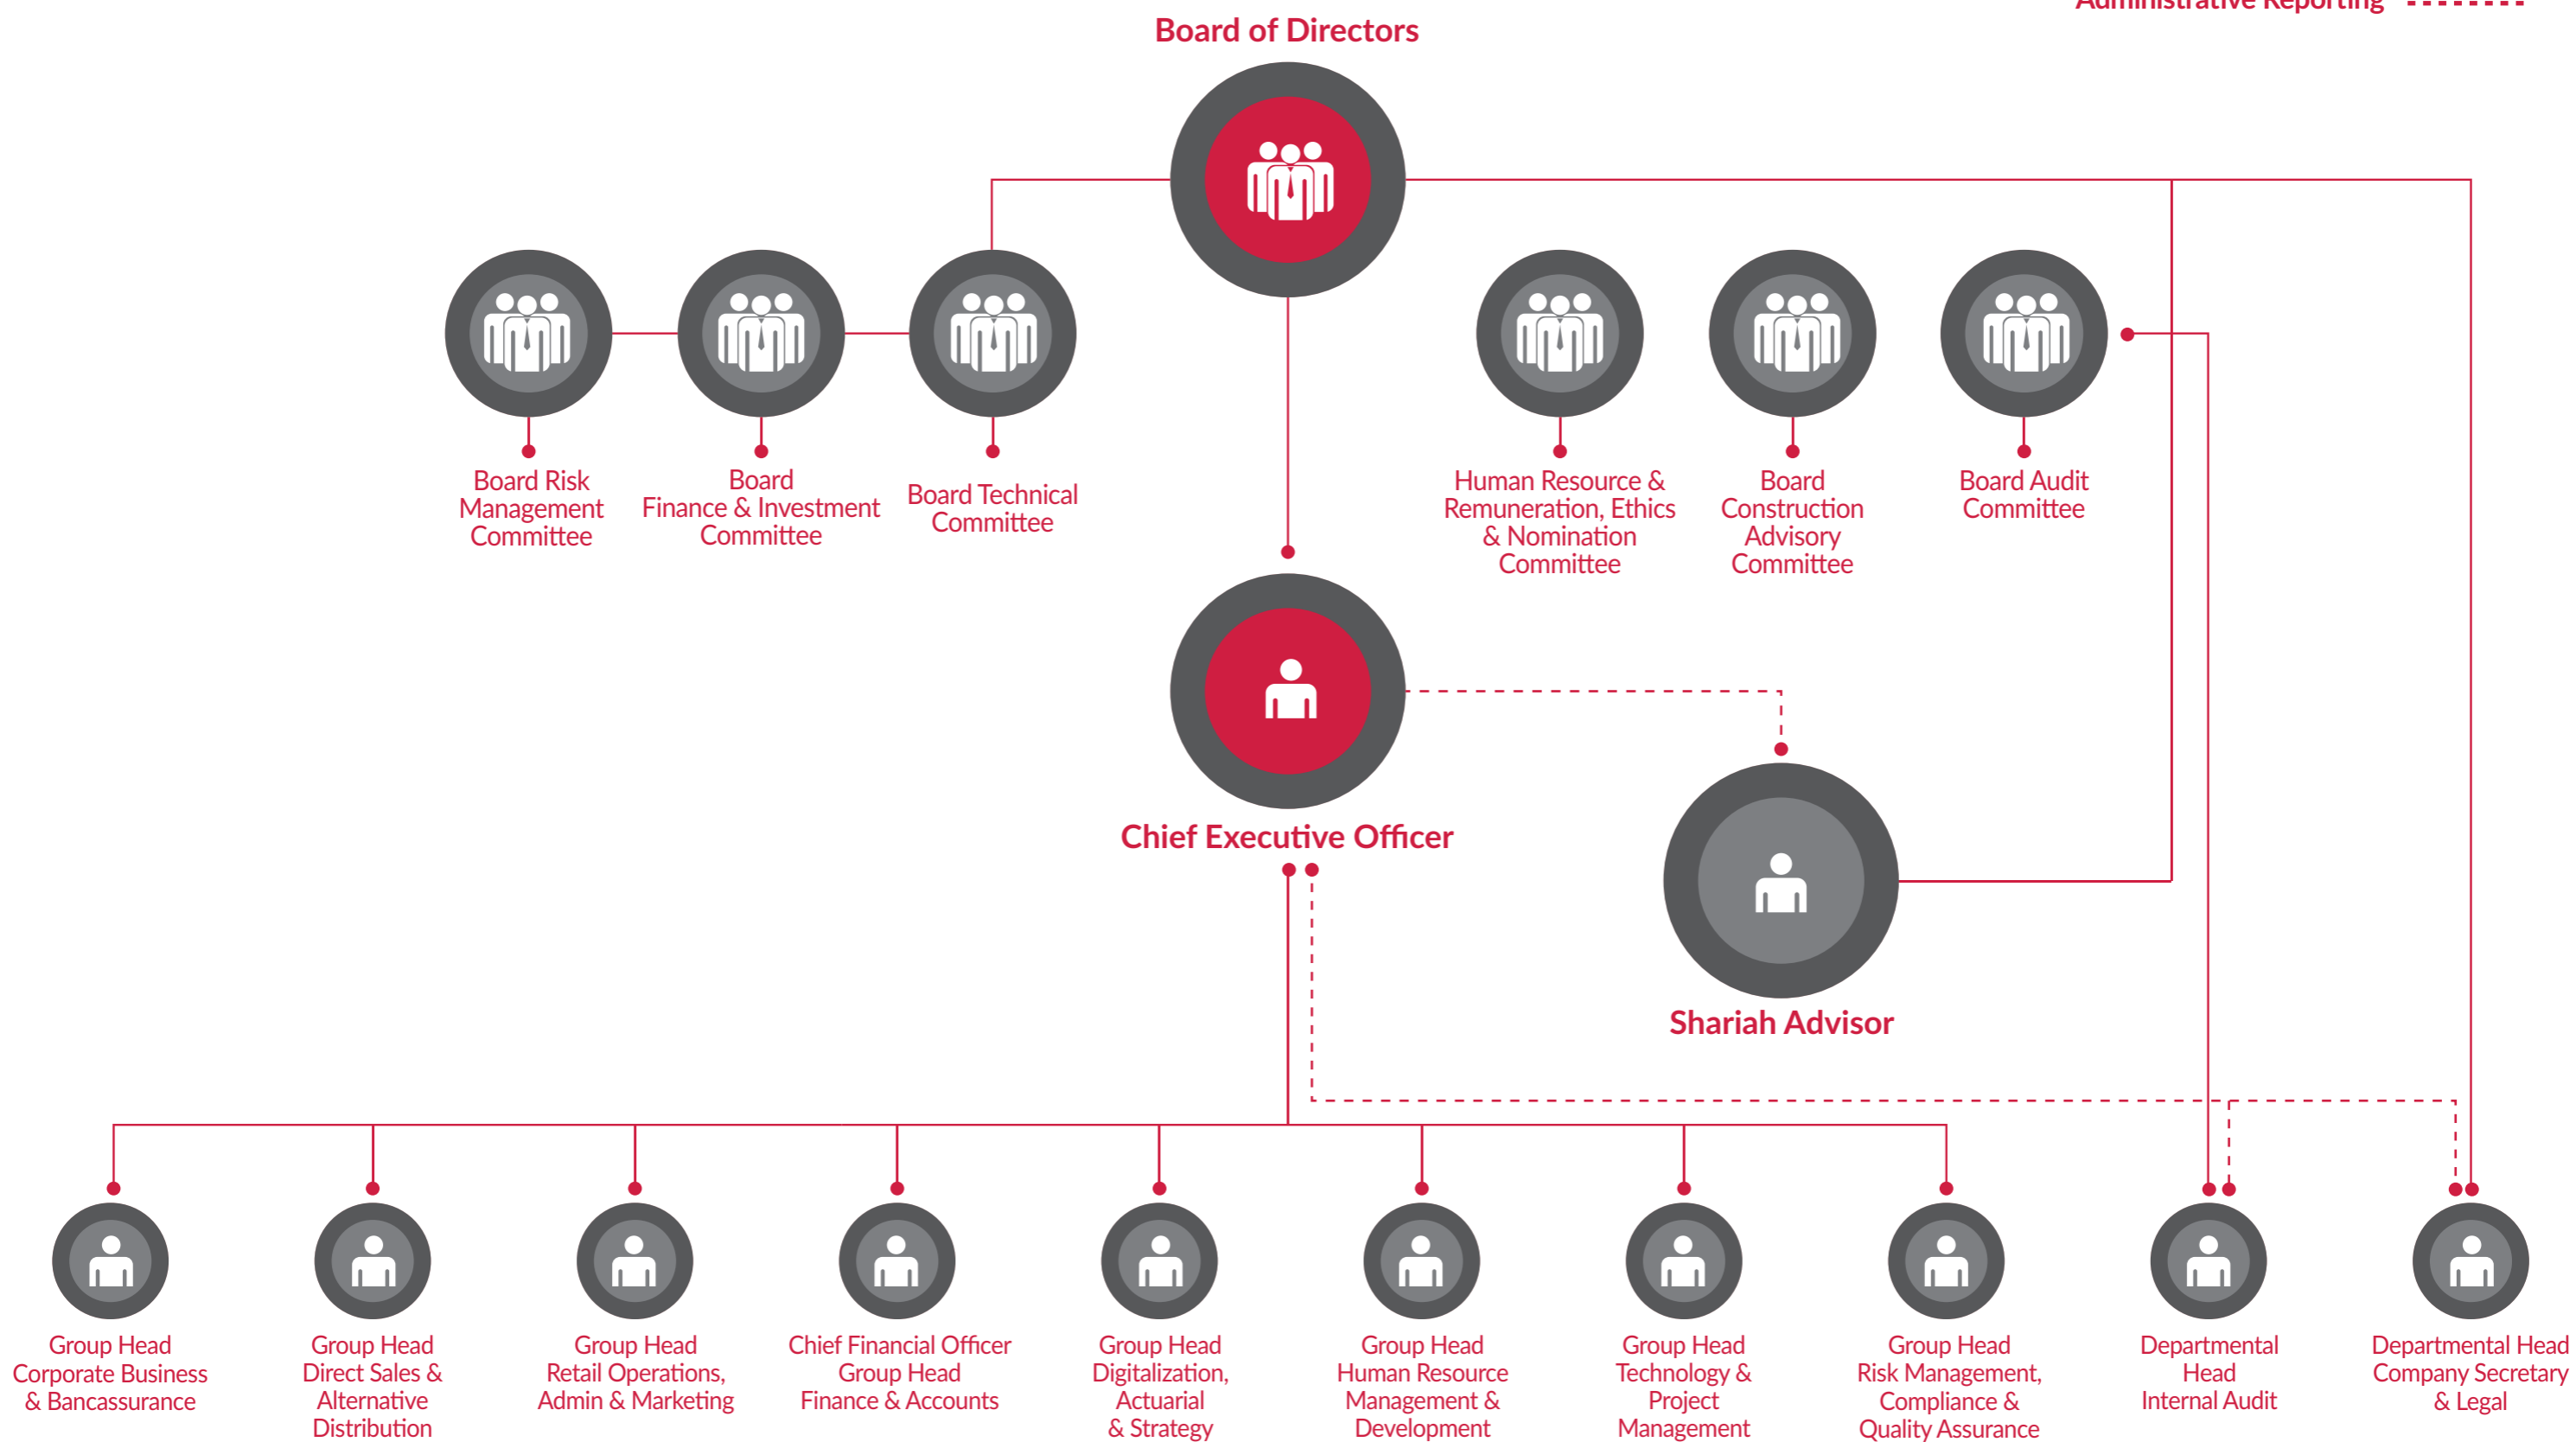 Administrative Reporting
Board of Directors
Board Risk
Management
Committee
Board
Finance & Investment
Committee
Board Technical
Committee
Human Resource &
Remuneration, Ethics
& Nomination
Committee
Board
Construction
Advisory
Committee
Board Audit
Committee
Chief Executive Officer
Shariah Advisor
Group Head
Corporate Business
& Bancassurance
Group Head
Direct Sales &
Alternative
Distribution
Group Head
Retail Operations,
Admin & Marketing
Chief Financial Officer
Group Head
Finance & Accounts
Group Head
Digitalization,
Actuarial
& Strategy
Group Head
Human Resource
Management &
Development
Group Head
Technology &
Project
Management
Group Head
Risk Management,
Compliance &
Quality Assurance
Departmental
Head
Internal Audit
Departmental Head
Company Secretary
& Legal